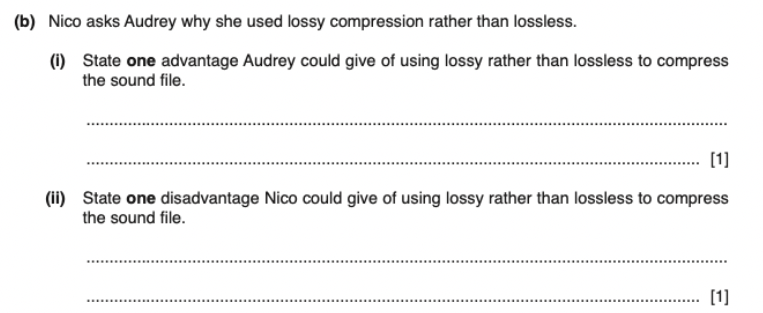 (b) Nico asks Audrey why she used lossy compression rather than lossless.
(i) State one advantage Audrey could give of using lossy rather than lossless to compress
the sound file.
..........................................................................................
.......................................................................................... [1]
(ii) State one disadvantage Nico could give of using lossy rather than lossless to compress
the sound file.
..........................................................................................
.......................................................................................... [1]